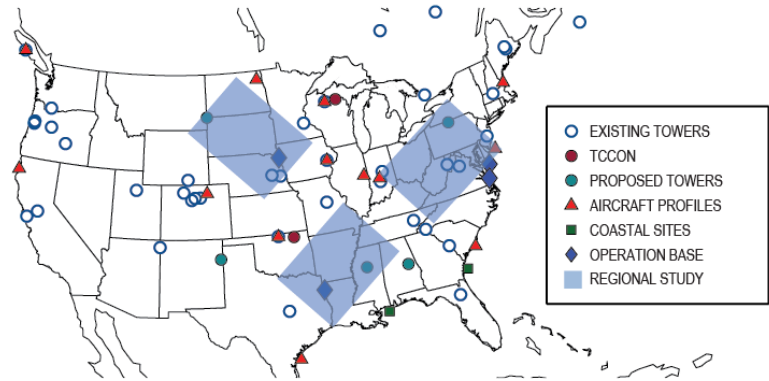 EXISTING TOWERS
TCCON
PROPOSED TOWERS
AIRCRAFT PROFILES
COASTAL SITES
OPERATION BASE
REGIONAL STUDY